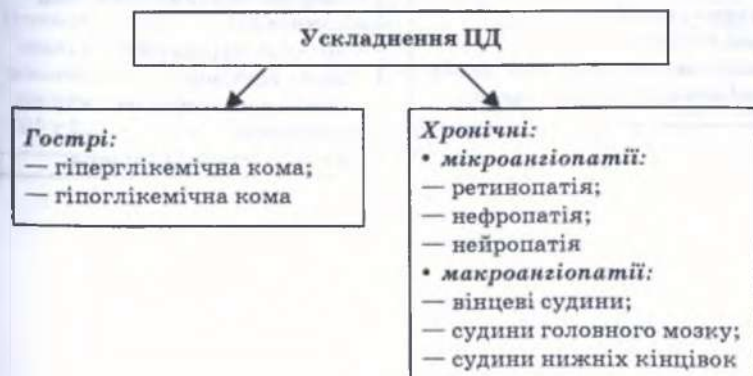 Ускладнення ЦД
Гострі:
— гіперглікемічна кома;
— гіпоглікемічна кома
Хронічні:
• мікроангіопатії:
— ретинопатія;
— нефропатія;
— нейропатія
• макроангіопатії:
— вінцеві судини;
— судини головного мозку;
— судини нижніх кінцівок